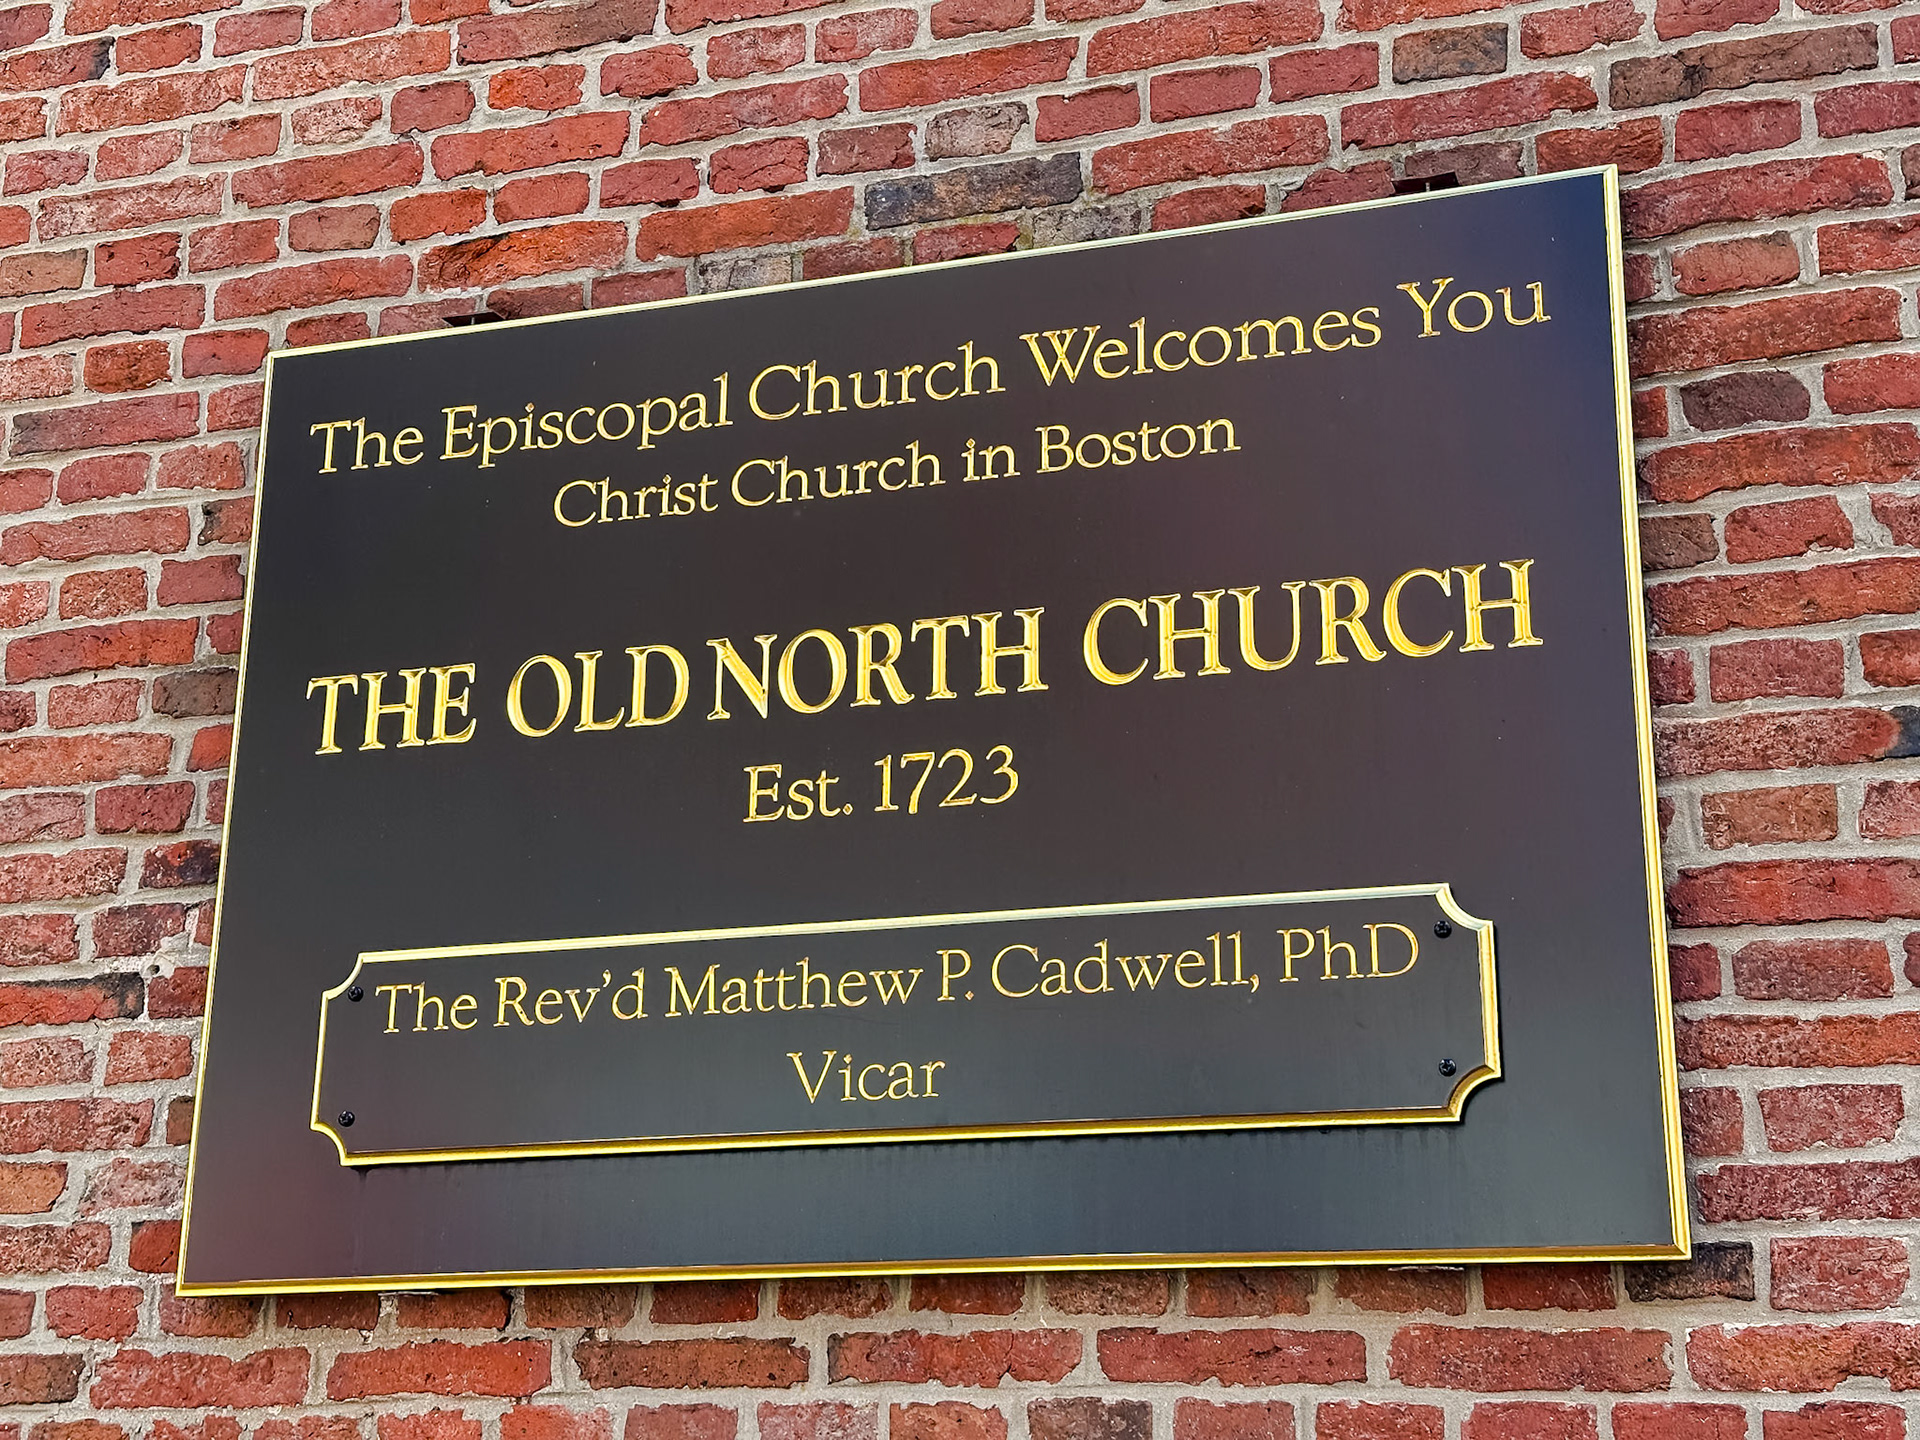 The Episcopal Church Welcomes You
Christ Church in Boston
THE OLD NORTH CHURCH
Est. 1723
The Rev'd Matthew P. Cadwell, PhD
Vicar